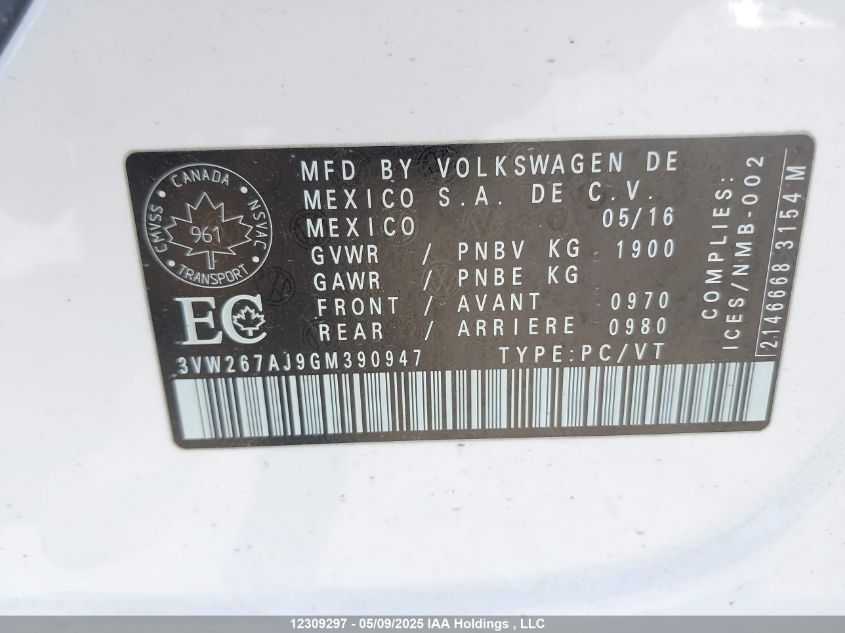 MFD BY VOLKSWAGEN DE
MEXICO S.A. DE C.V.
MEXICO 05/16
GVWR / PNBV KG 1900
GAWR / PNBE KG
FRONT / AVANT 0970
REAR / ARRIERE 0980
3VW267AJ9GM390947 TYPE:PC/VT
CANADA
CMVSS
NSVAC
961
TRANSPORT
EC
COMPLIES:
ICES/NMB-002
2146668 3154 M
12309297 - 05/09/2025 IAA Holdings , LLC